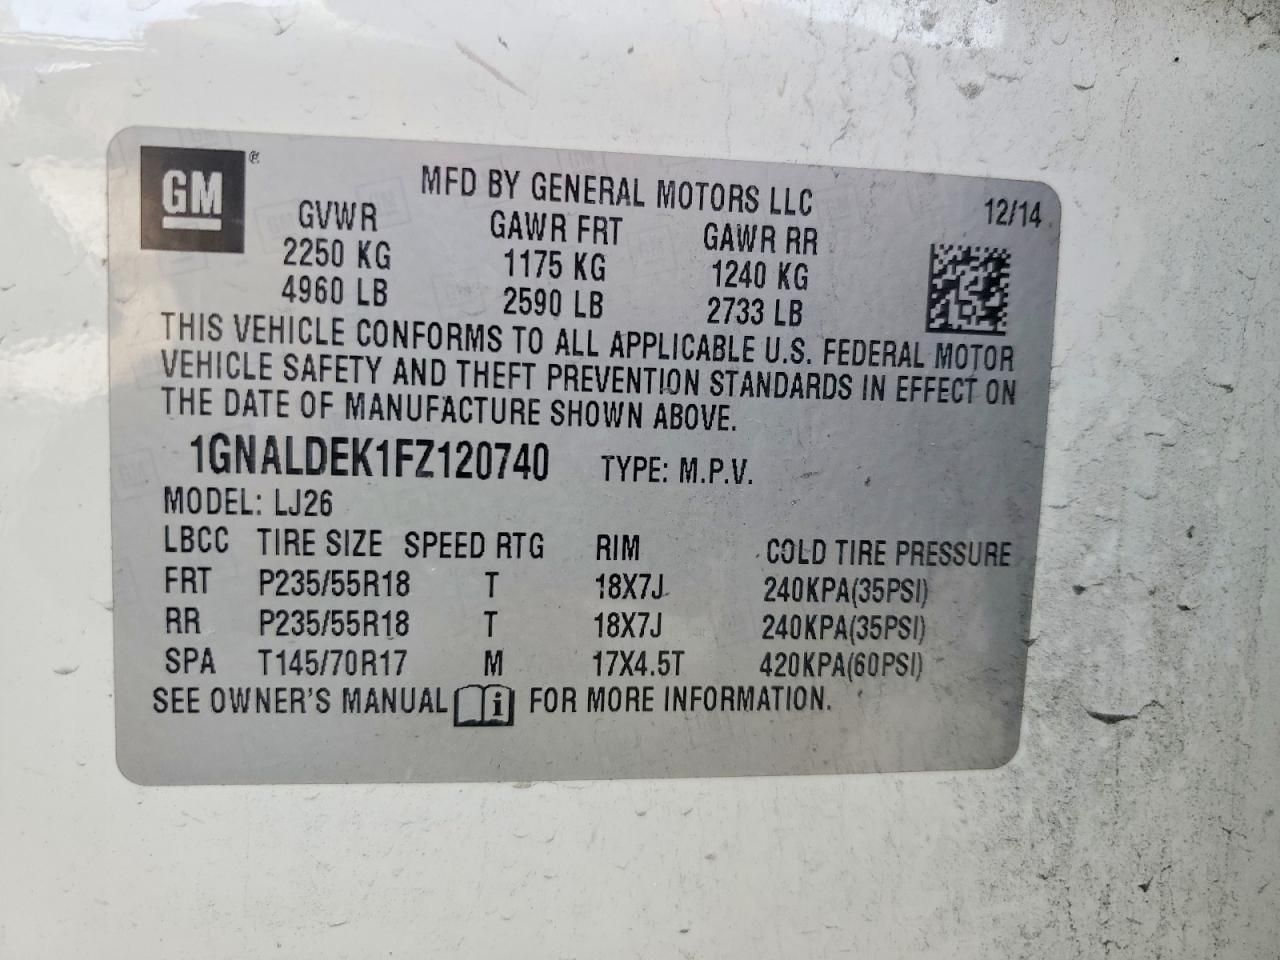 GM ®
MFD BY GENERAL MOTORS LLC
12/14
GVWR GAWR FRT GAWR RR
2250 KG 1175 KG 1240 KG
4960 LB 2590 LB 2733 LB
THIS VEHICLE CONFORMS TO ALL APPLICABLE U.S. FEDERAL MOTOR
VEHICLE SAFETY AND THEFT PREVENTION STANDARDS IN EFFECT ON
THE DATE OF MANUFACTURE SHOWN ABOVE.
1GNALDEK1FZ120740 TYPE: M.P.V.
MODEL: LJ26
LBCC TIRE SIZE SPEED RTG RIM COLD TIRE PRESSURE
FRT P235/55R18 T 18X7J 240KPA(35PSI)
RR P235/55R18 T 18X7J 240KPA(35PSI)
SPA T145/70R17 M 17X4.5T 420KPA(60PSI)
SEE OWNER'S MANUAL i FOR MORE INFORMATION.